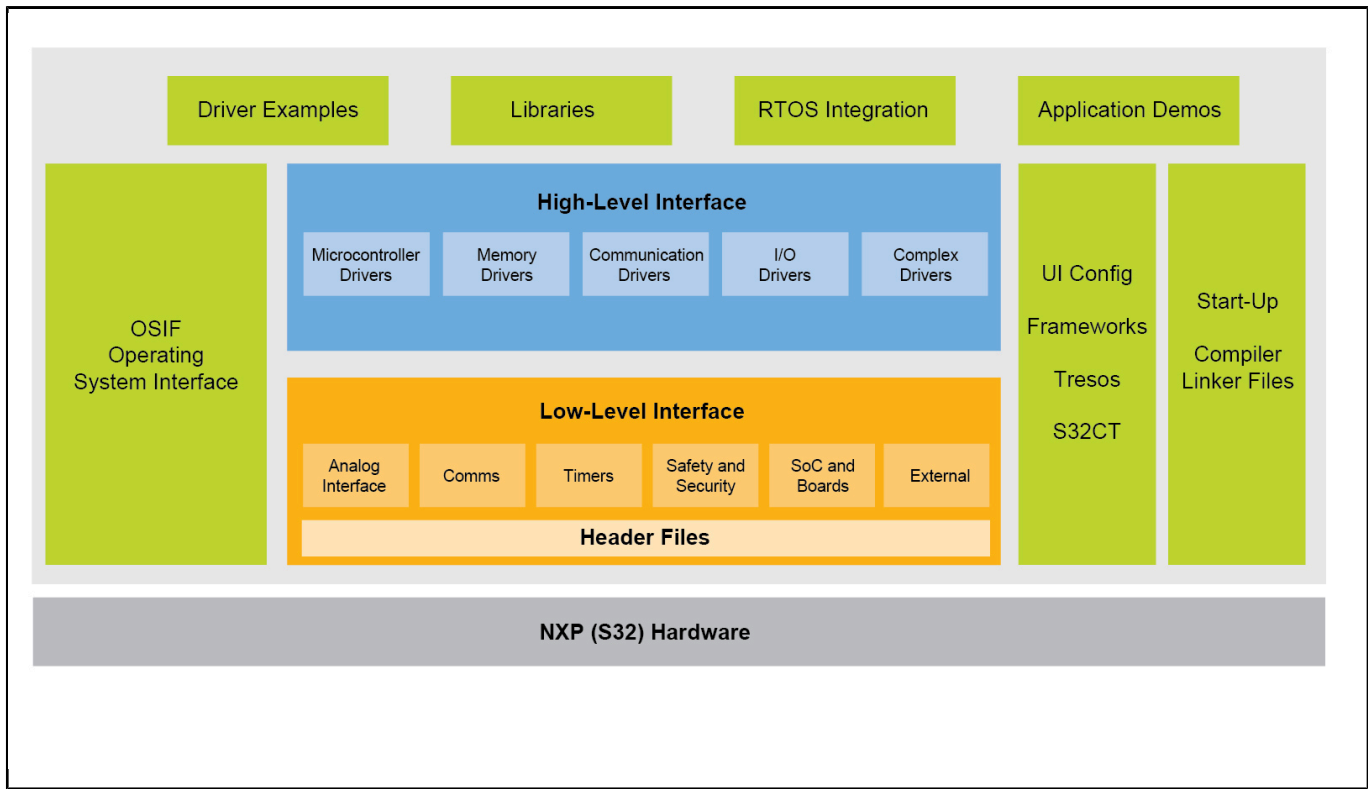 Driver Examples
Libraries
RTOS Integration
Application Demos
OSIF
Operating
System Interface
High-Level Interface
Microcontroller
Drivers
Memory
Drivers
Communication
Drivers
I/O
Drivers
Complex
Drivers
Low-Level Interface
Analog
Interface
Comms
Timers
Safety and
Security
SoC and
Boards
External
Header Files
UI Config
Frameworks
Tresos
S32CT
Start-Up
Compiler
Linker Files
NXP (S32) Hardware